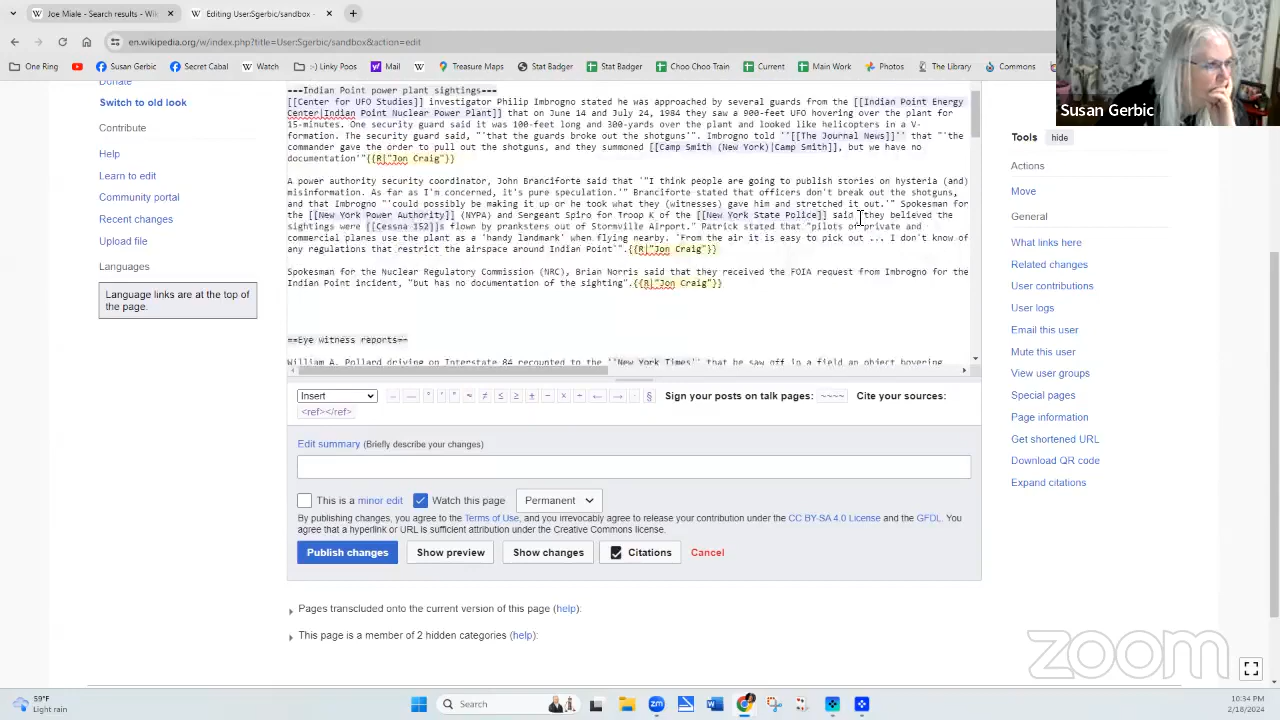 Joe Miale - Search results - Wi
Editing User:Sgerbic/sandbox -
en.wikipedia.org/w/index.php?title=User:Sgerbic/sandbox&action=edit
One Ring
Susan Gerbic
Secret Cabal
Watch
:-) Linky Poo
Mail
Treasure Maps
Stat Badger
Stat Badger
Choo Choo Train
Current
Main Work
Photos
The Library
Commons
Susan Gerbic
Donate
Switch to old look
Contribute
Help
Learn to edit
Community portal
Recent changes
Upload file
Languages
Language links are at the top of
the page.
===Indian Point power plant sightings===
[[Center for UFO Studies]] investigator Philip Imbrogno stated he was approached by several guards from the [[Indian Point Energy
Center|Indian Point Nuclear Power Plant]] that on June 14 and July 24, 1984 they saw a 900-feet UFO hovering over the plant for
15-minutes. One security guard said it was 100-feet long and 300-yards over the plant and looked like helicopters in a V-
formation. The security guard said, "'that the guards broke out the shotguns'". Imbrogno told ''[[The Journal News]]'' that "'the
commander gave the order to pull out the shotguns, and they summoned [[Camp Smith (New York)|Camp Smith]], but we have no
documentation'"{{R|"Jon Craig"}}
A power authority security coordinator, John Branciforte said that '"I think people are going to publish stories on hysteria (and)
misinformation. As far as I'm concerned, it's pure speculation.'" Branciforte stated that officers don't break out the shotguns,
and that Imbrogno "'could have took what they (witnesses) gave him and stretched it out.'" Spokesman for
the [[New York Power Authority]] (NYPA) and Sergeant Spiro for Troop K of the [[New York State Police]] said they believed the
sightings were [[Cessna 152]]s flown by pranksters out of Stormville Airport." Patrick stated that "pilots of private and
commercial planes use the plant as a 'handy landmark' when flying nearby. 'From the air it is easy to pick out ... I don't know of
any regulations that restrict the airspace around Indian Point'".{{R|"Jon Craig"}}
Spokesman for the Nuclear Regulatory Commission (NRC), Brian Norris said that they received the FOIA request from Imbrogno for the
Indian Point incident, "but has no documentation of the sighting".{{R|"Jon Craig"}}
==Eye witness reports==
William A. Pollard driving on Interstate 84 recounted to the ''New York Times'' that he saw off in a field an object hovering
Insert
Sign your posts on talk pages: ~~~~ Cite your sources:
<ref></ref>
Edit summary (Briefly describe your changes)
This is a minor edit
Watch this page
Permanent
By publishing changes, you agree to the Terms of Use, and you irrevocably agree to release your contribution under the CC BY-SA 4.0 License and the GFDL. You
agree that a hyperlink or URL is sufficient attribution under the Creative Commons license.
Publish changes
Show preview
Show changes
Citations
Cancel
Pages transcluded onto the current version of this page (help):
This page is a member of 2 hidden categories (help):
Tools
hide
Actions
Move
General
What links here
Related changes
User contributions
User logs
Email this user
Mute this user
View user groups
Special pages
Page information
Get shortened URL
Download QR code
Expand citations
zoom
59°F
Light rain
Search
10:34 PM
2/18/2024